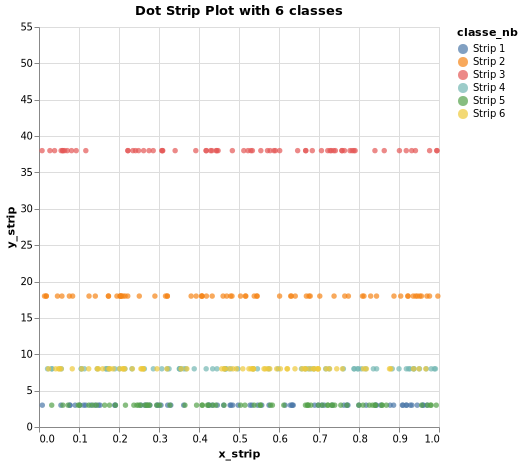 Dot Strip Plot with 6 classes
classe_nb
Strip 1
Strip 2
Strip 3
Strip 4
Strip 5
Strip 6
55
50
45
40
35
30
25
20
15
10
5
0
y_strip
0.0 0.1 0.2 0.3 0.4 0.5 0.6 0.7 0.8 0.9 1.0
x_strip